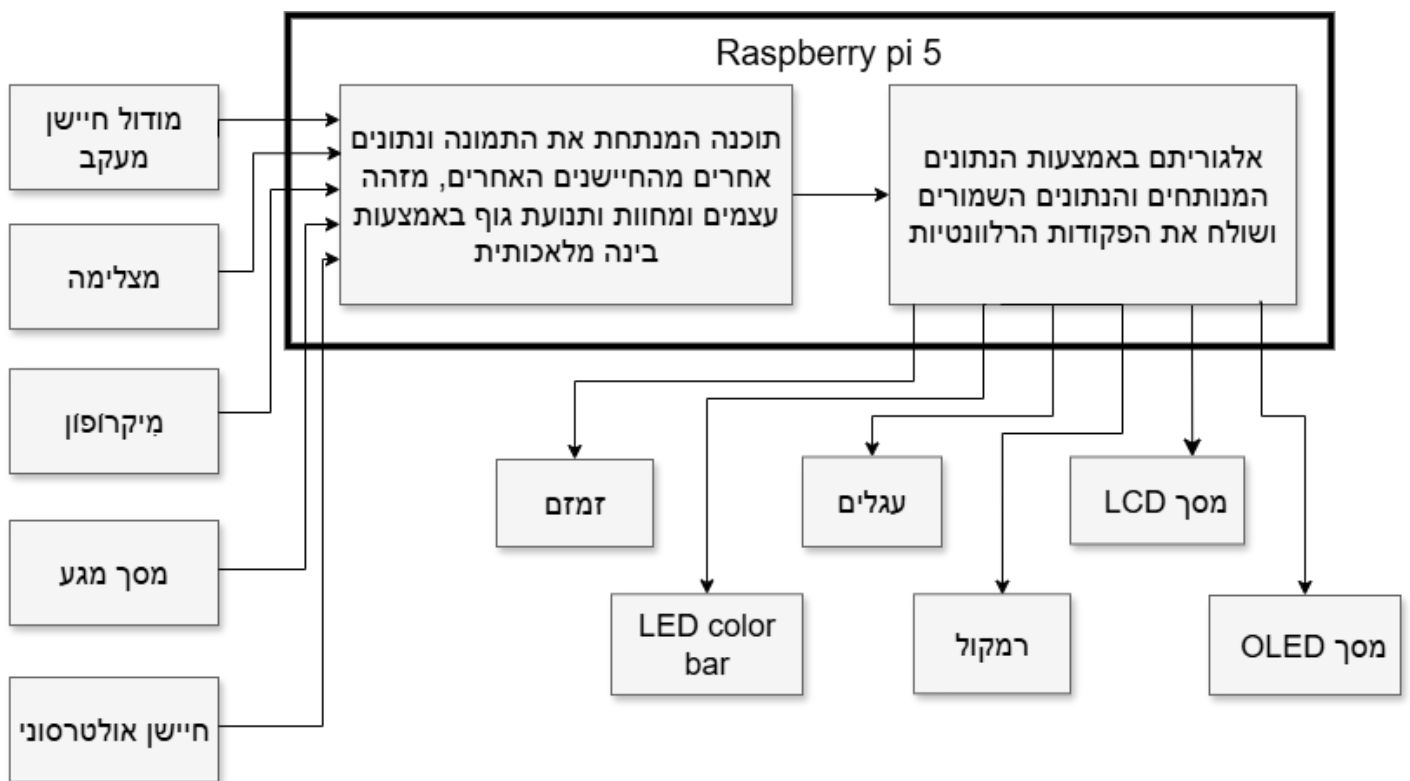 Raspberry pi 5
מודול חיישן
מעקב
מצלימה
מִיקרוֹפוֹן
מסך מגע
חיישן אולטרסוני
תוכנה המנתחת את התמונה ונתונים
אחרים מהחיישנים האחרים, מזהה
עצמים ומחוות ותנועת גוף באמצעות
בינה מלאכותית
אלגוריתם באמצעות הנתונים
המנותחים והנתונים השמורים
ושולח את הפקודות הרלוונטיות
זמזם
LED color
bar
עגלים
רמקול
מסך LCD
מסך OLED